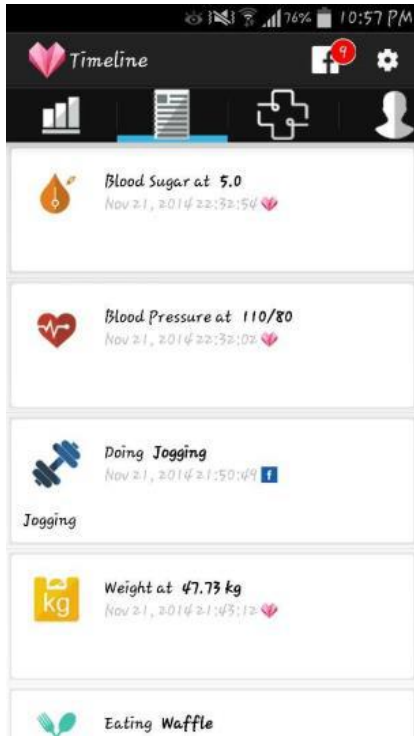 76% 10:57 PM
Timeline
9
Blood Sugar at 5.0
Nov 21, 2014 22:32:54
Blood Pressure at 110/80
Nov 21, 2014 22:32:02
Doing Jogging
Nov 21, 2014 21:50:49
Jogging
Weight at 47.73 kg
Nov 21, 2014 21:43:12
kg
Eating Waffle